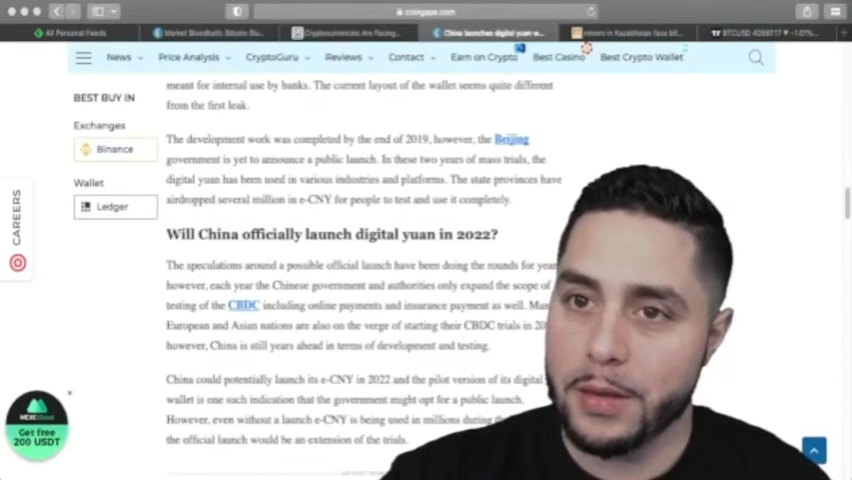 coingape.com
All Personal Feeds
Market Bloodbath: Bitcoin Slu...
Cryptocurrencies Are Facing...
China launches digital yuan w...
miners in Kazakhstan face bit...
BTCUSD 42897.17 ▼ -1.01%...
News
Price Analysis
CryptoGuru
Reviews
Contact
Earn on Crypto
Best Casino
Best Crypto Wallet
BEST BUY IN
Exchanges
Binance
Wallet
Ledger
CAREERS
meant for internal use by banks. The current layout of the wallet seems quite different
from the first leak.
The development work was completed by the end of 2019, however, the Beijing
government is yet to announce a public launch. In these two years of mass trials, the
digital yuan has been used in various industries and platforms. The state provinces have
airdropped several million in e-CNY for people to test and use it completely.
Will China officially launch digital yuan in 2022?
The speculations around a possible official launch have been doing the rounds for year
however, each year the Chinese government and authorities only expand the scope of
testing of the CBDC including online payments and insurance payment as well. Man
European and Asian nations are also on the verge of starting their CBDC trials in 20
however, China is still years ahead in terms of development and testing.
China could potentially launch its e-CNY in 2022 and the pilot version of its digital
wallet is one such indication that the government might opt for a public launch.
However, even without a launch e-CNY is being used in millions during the
the official launch would be an extension of the trials.
Get free
200 USDT